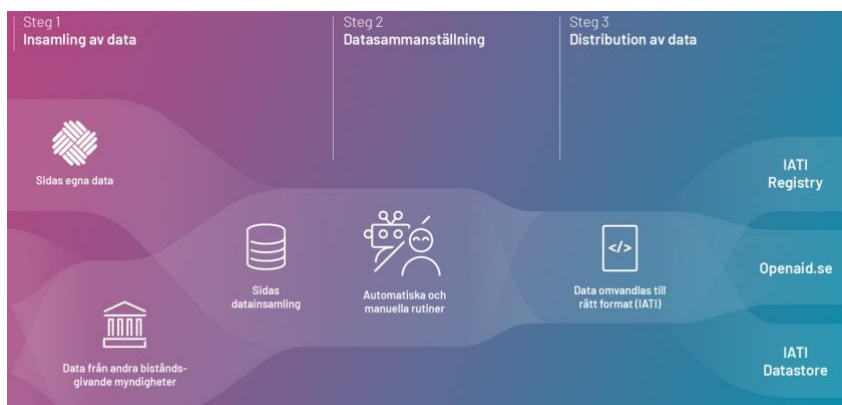 Steg 1
Insamling av data
Steg 2
Datasammanställning
Steg 3
Distribution av data
Sidas egna data
Data från andra bistånds-
givande myndigheter
Sidas
datainsamling
Automatiska och
manuella rutiner
</>
Data omvandlas till
rätt format (IATI)
IATI
Registry
Openaid.se
IATI
Datastore